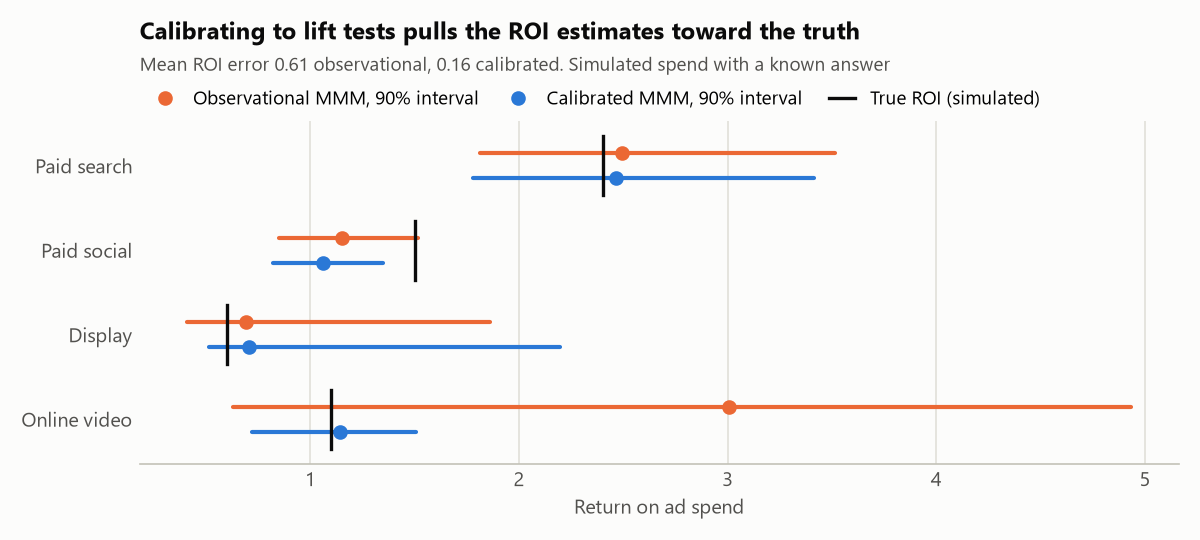 Calibrating to lift tests pulls the ROI estimates toward the truth
Mean ROI error 0.61 observational, 0.16 calibrated. Simulated spend with a known answer
Observational MMM, 90% interval
Calibrated MMM, 90% interval
True ROI (simulated)
Paid search
Paid social
Display
Online video
1 2 3 4 5
Return on ad spend